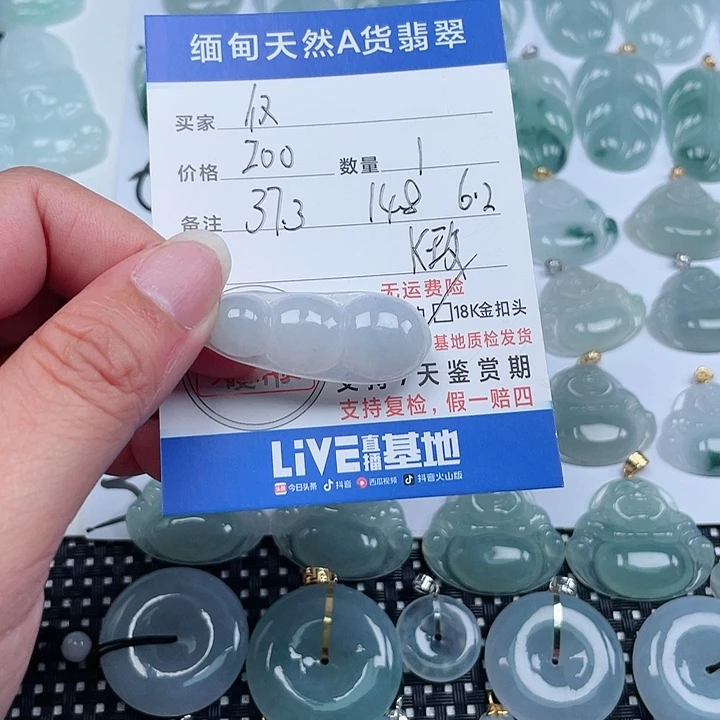 缅甸天然A货翡翠
买家 仅
价格 200 数量 1
备注 37.3 14.8 6.2
无运费险
18K金扣头
基地质检发货
支持7天鉴赏期
支持复检，假一赔四
LiVE直播基地
今日头条 抖音 西瓜视频 抖音火山版